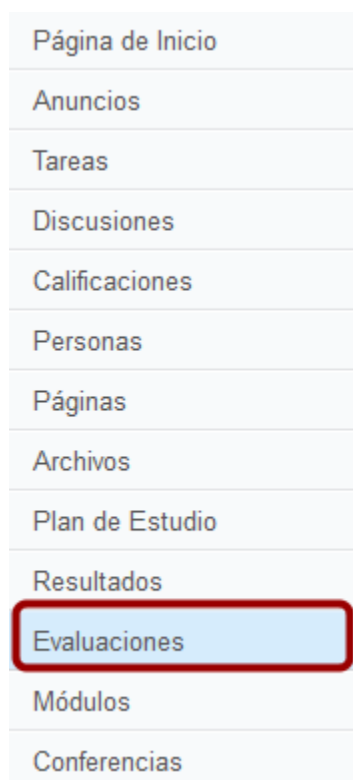 Página de Inicio
Anuncios
Tareas
Discusiones
Calificaciones
Personas
Páginas
Archivos
Plan de Estudio
Resultados
Evaluaciones
Módulos
Conferencias